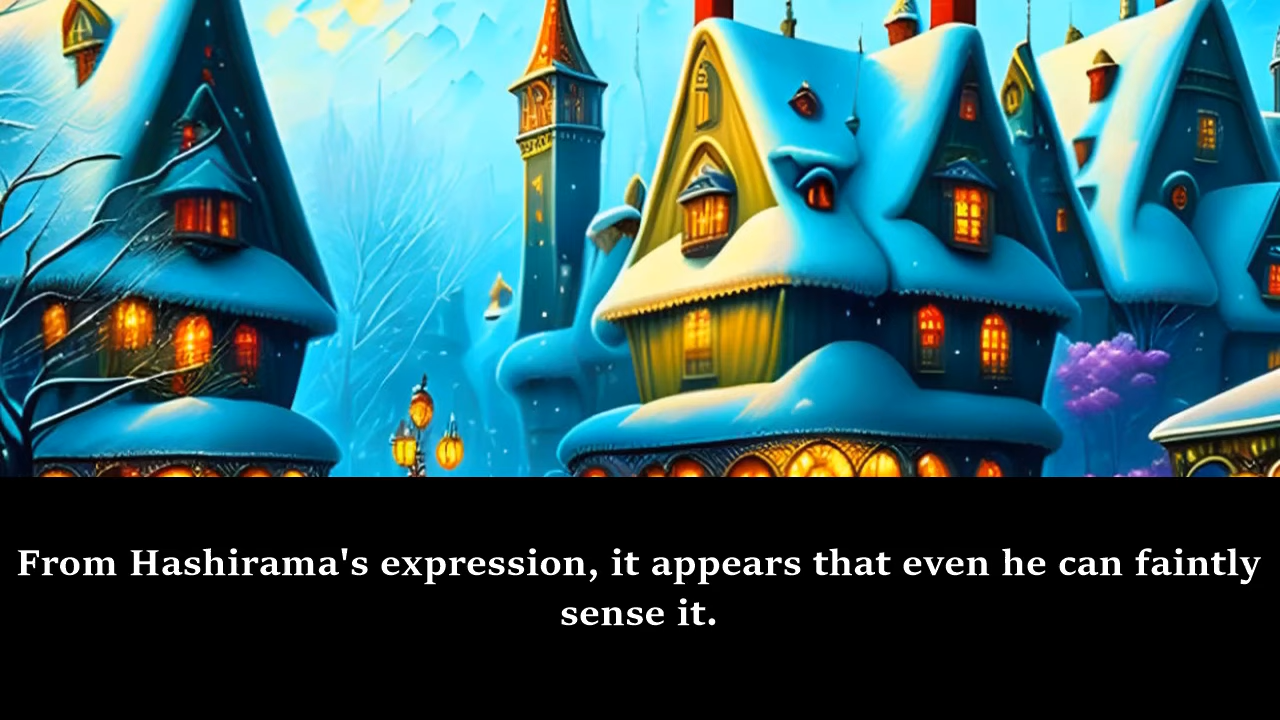 From Hashirama's expression, it appears that even he can faintly
sense it.